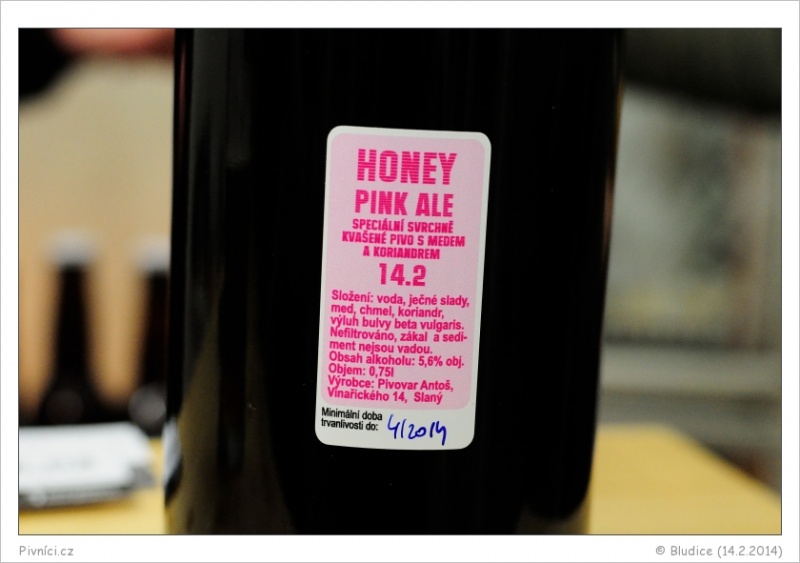 HONEY
PINK ALE
SPECIÁLNÍ SVRCHNĚ
KVAŠENÉ PIVO S MEDEM
A KORIANDREM
14.2
Složení: voda, ječné slady,
med, chmel, koriandr,
výluh bulvy beta vulgaris.
Nefiltrováno, zákal a sedi-
ment nejsou vadou.
Obsah alkoholu: 5,6% obj.
Objem: 0,75l
Výrobce: Pivovar Antoš,
Vinařického 14, Slaný
Minimální doba
trvanlivosti do: 4/2014
Pivníci.cz
© Bludice (14.2.2014)